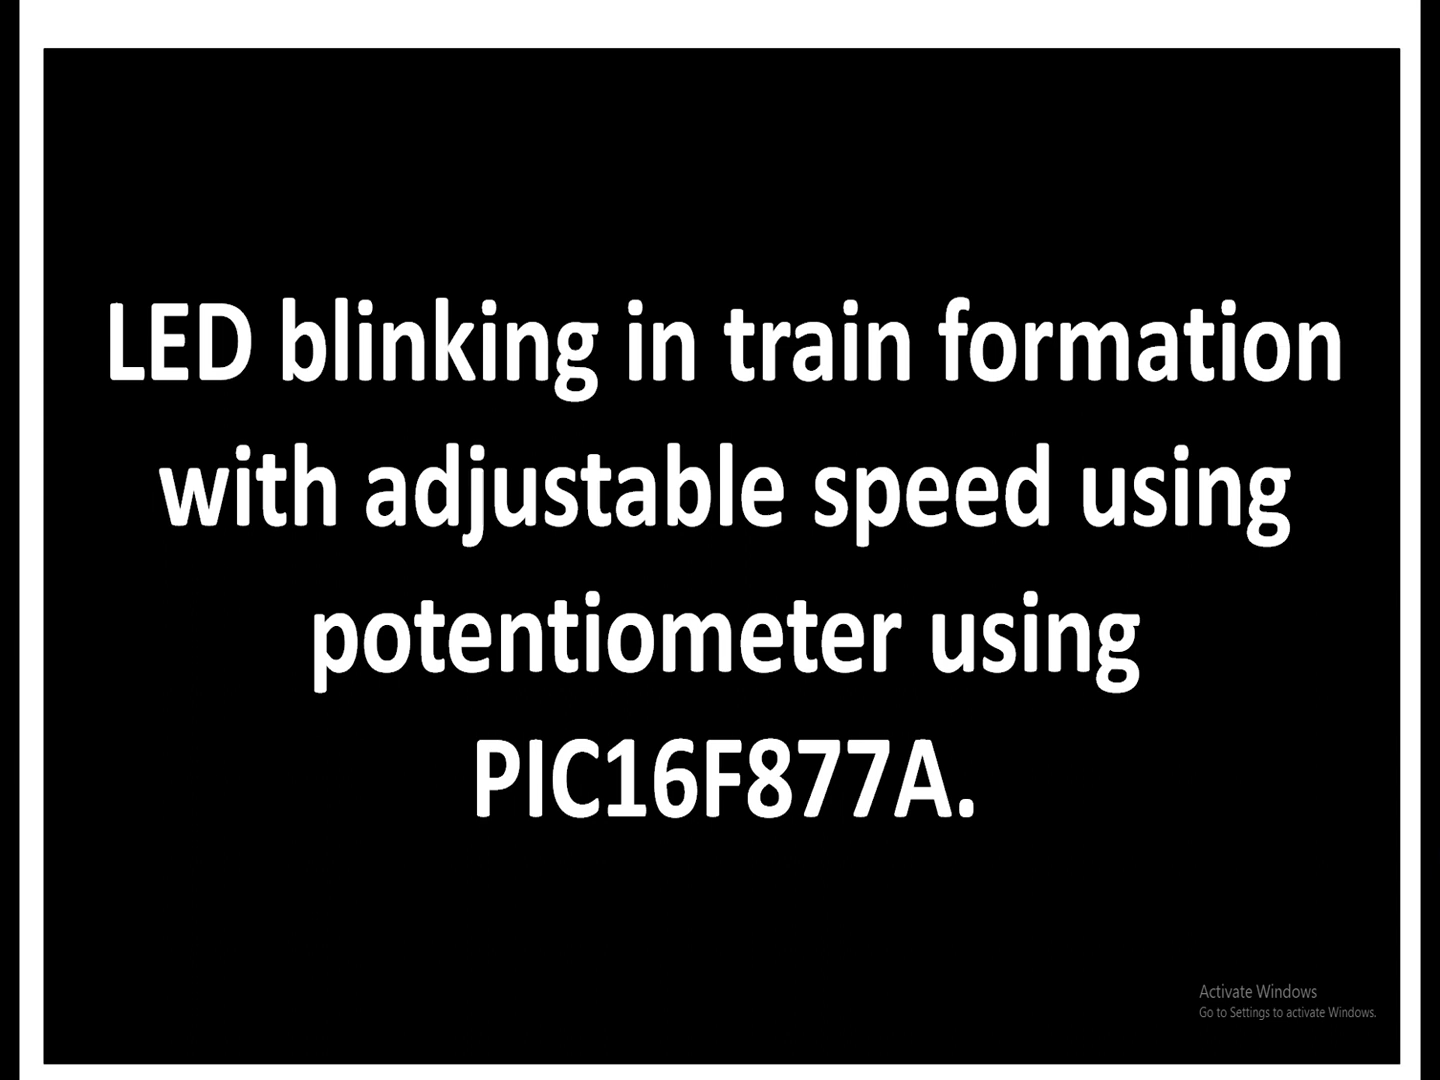 LED blinking in train formation
with adjustable speed using
potentiometer using
PIC16F877A.
Activate Windows
Go to Settings to activate Windows.